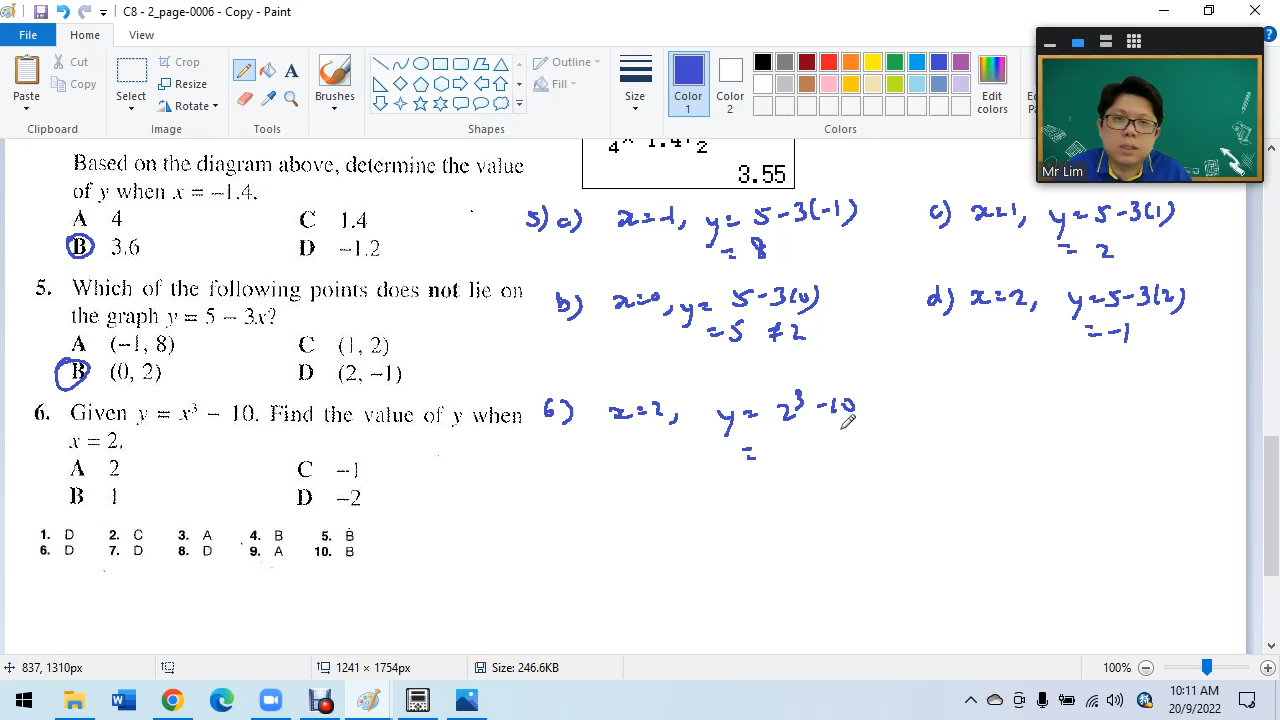 C8 - 2_page-0006 - Copy - Paint
File Home View
Paste Cut Copy
Select Crop Resize Rotate
Brushes
Outline Fill
Size
Color 1
Color 2
Edit colors
Clipboard Image Tools Shapes Colors
Mr Lim
4 x 1.4+2
3.55
Based on the diagram above, determine the value
of y when x = −1.4.
A 4 C 1.4
B 3.6 D −1.2
5. Which of the following points does not lie on
the graph y = 5 − 3x?
A (−1, 8) C (1, 2)
B (0, 2) D (2, −1)
6. Given y = x³ − 10. Find the value of y when
x = 2.
A 2 C −1
B 1 D −2
1. D 2. C 3. A 4. B 5. B
6. D 7. D 8. D 9. A 10. B
5) a) x=-1, y= 5-3(-1)
= 8
b) x=0, y= 5-3(0)
=5 ≠2
c) x=1, y=5-3(1)
= 2
d) x=2, y=5-3(2)
= -1
6) x=2, y= 2³ -10
=
837, 1310px
1241 × 1754px
Size: 246.6KB
100%
10:11 AM
20/9/2022